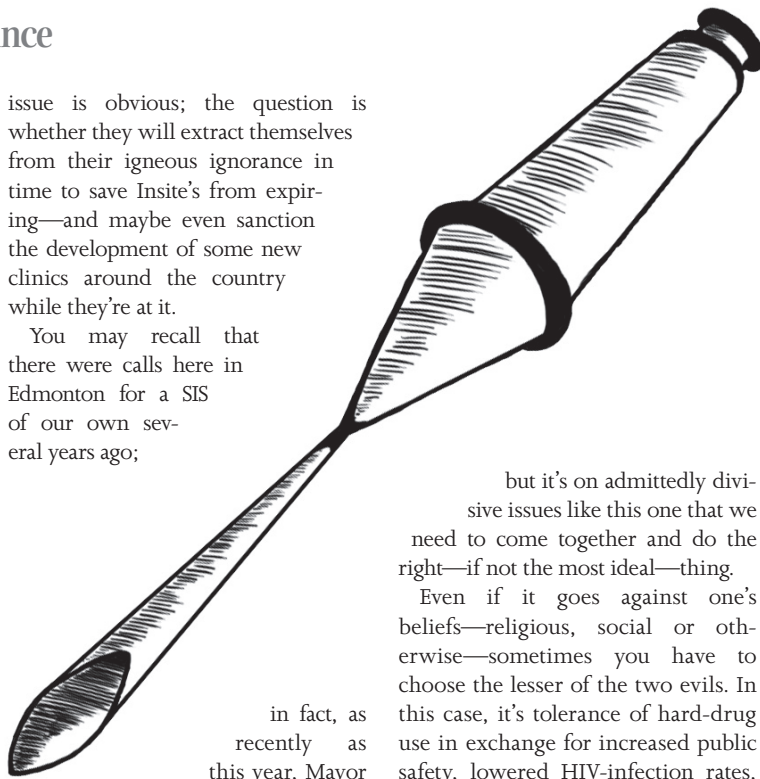 nce
issue is obvious; the question is
whether they will extract themselves
from their igneous ignorance in
time to save Insite's from expir-
ing—and maybe even sanction
the development of some new
clinics around the country
while they're at it.
You may recall that
there were calls here in
Edmonton for a SIS
of our own sev-
eral years ago;
in fact, as
recently as
this year, Mayor
but it's on admittedly divi-
sive issues like this one that we
need to come together and do the
right—if not the most ideal—thing.
Even if it goes against one's
beliefs—religious, social or oth-
erwise—sometimes you have to
choose the lesser of the two evils. In
this case, it's tolerance of hard-drug
use in exchange for increased public
safety, lowered HIV-infection rates,